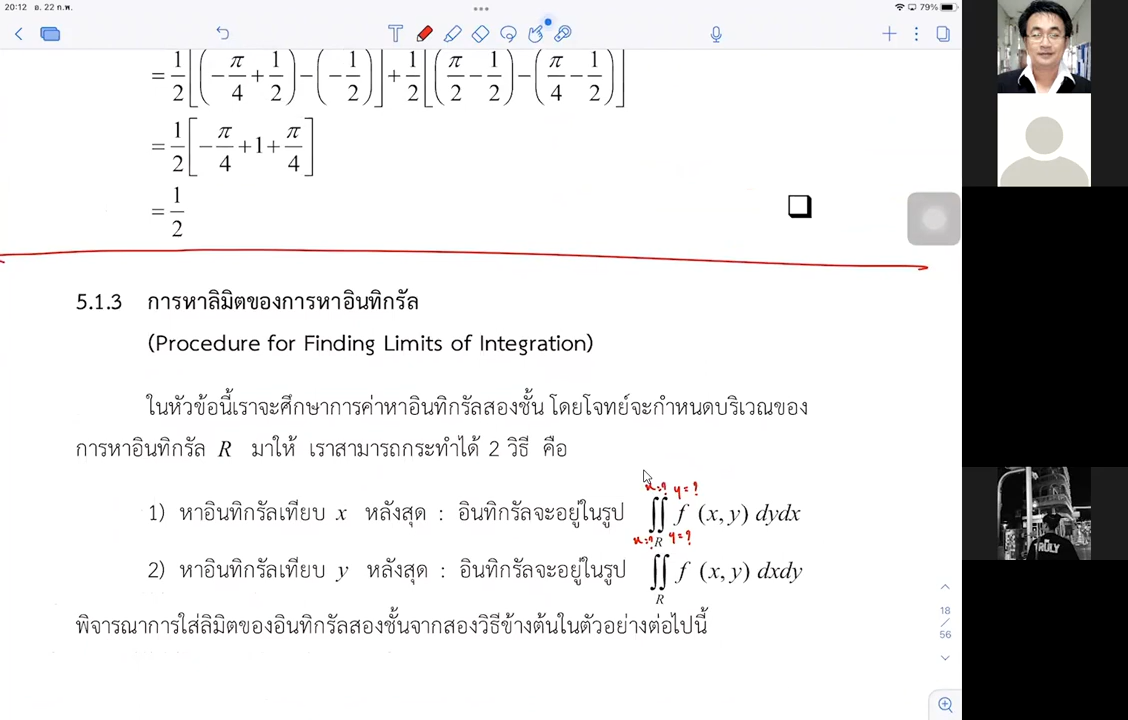 20:12 อ. 22 ก.พ.
79%
= 1/2[(-π/4+1/2)-(-1/2)]+1/2[(π/2-1/2)-(π/4-1/2)]
= 1/2[-π/4+1+π/4]
= 1/2
5.1.3 การหาลิมิตของการหาอินทิกรัล
(Procedure for Finding Limits of Integration)
ในหัวข้อนี้เราจะศึกษาการค่าหาอินทิกรัลสองชั้น โดยโจทย์จะกำหนดบริเวณของ
การหาอินทิกรัล R มาให้ เราสามารถกระทำได้ 2 วิธี คือ
x=? y=?
1) หาอินทิกรัลเทียบ x หลังสุด : อินทิกรัลจะอยู่ในรูป ∬ f (x, y) dydx
x=? R y=?
2) หาอินทิกรัลเทียบ y หลังสุด : อินทิกรัลจะอยู่ในรูป ∬ f (x, y) dxdy
R
พิจารณาการใส่ลิมิตของอินทิกรัลสองชั้นจากสองวิธีข้างต้นในตัวอย่างต่อไปนี้
18
/
56
TRULY